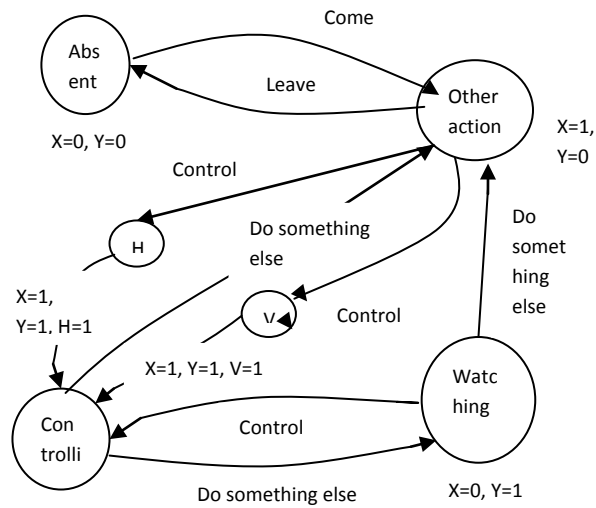 Come
Abs
ent
Leave
Other
action
X=0, Y=0
X=1,
Y=0
Control
H
Do something
else
Do
somet
hing
else
X=1,
Y=1, H=1
V
Control
X=1, Y=1, V=1
Watc
hing
Con
trolli
Control
Do something else
X=0, Y=1